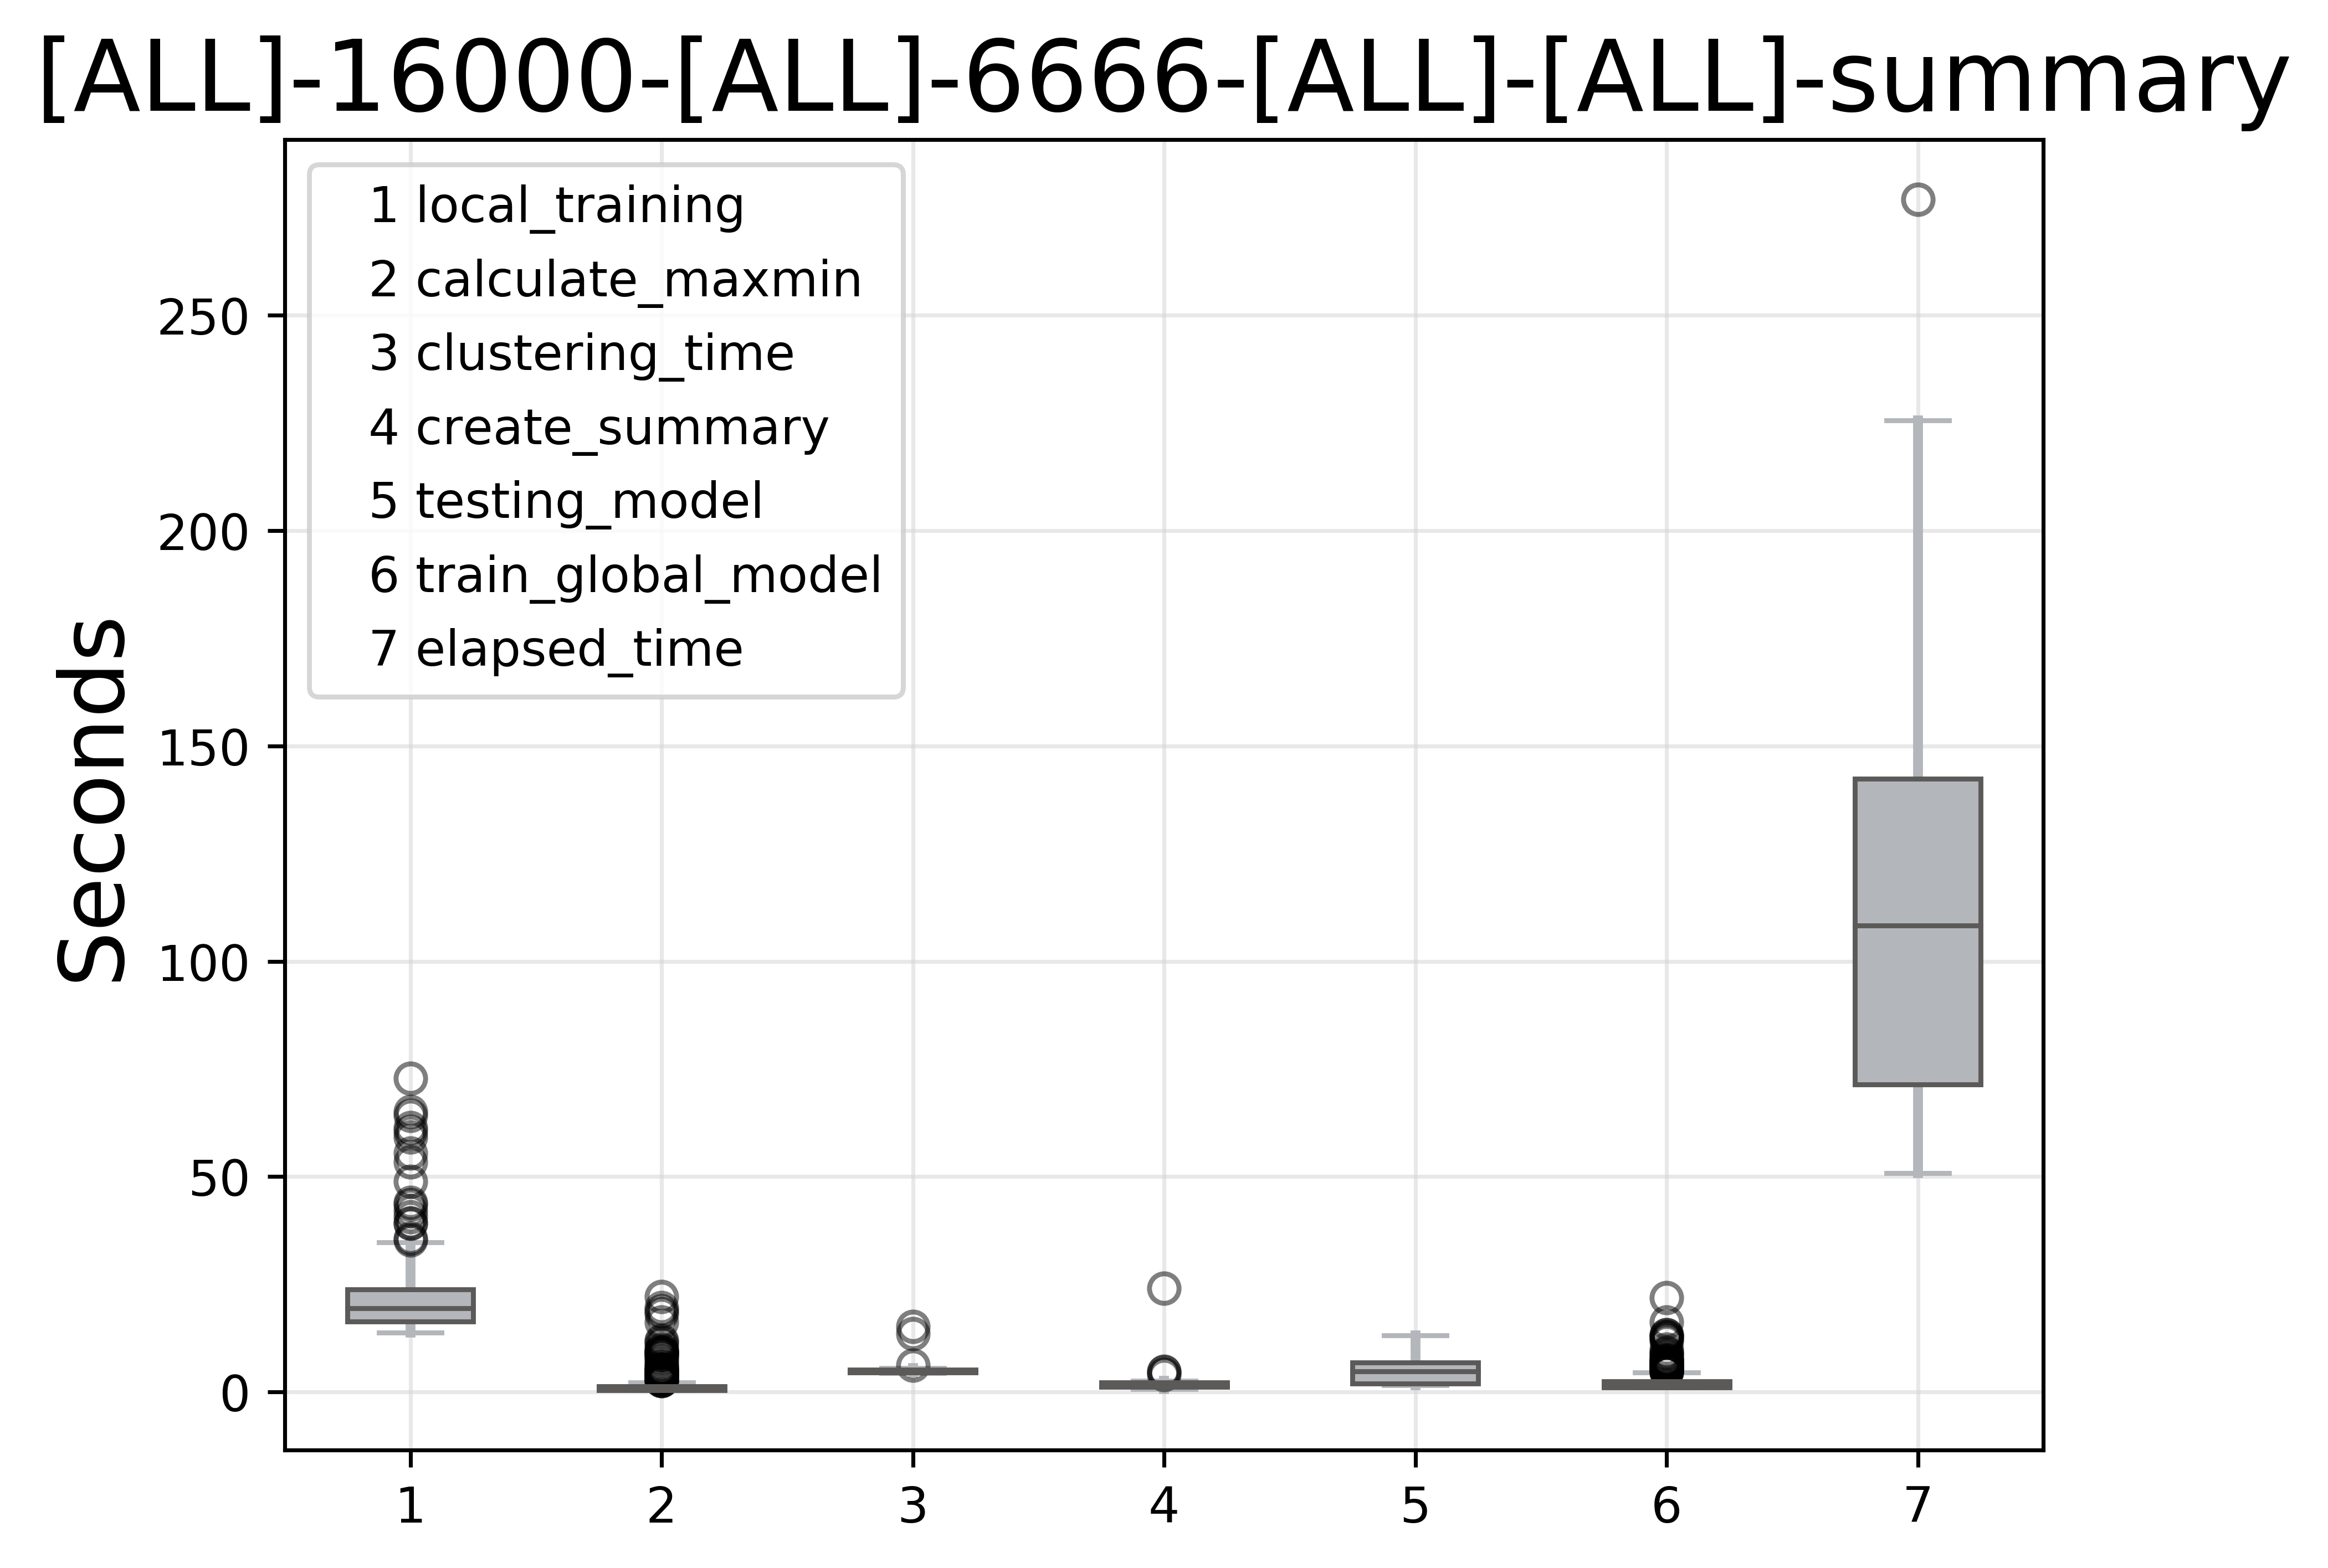 [ALL]-16000-[ALL]-6666-[ALL]-[ALL]-summary
1 local_training
2 calculate_maxmin
3 clustering_time
4 create_summary
5 testing_model
6 train_global_model
7 elapsed_time
Seconds
250
200
150
100
50
0
1 2 3 4 5 6 7